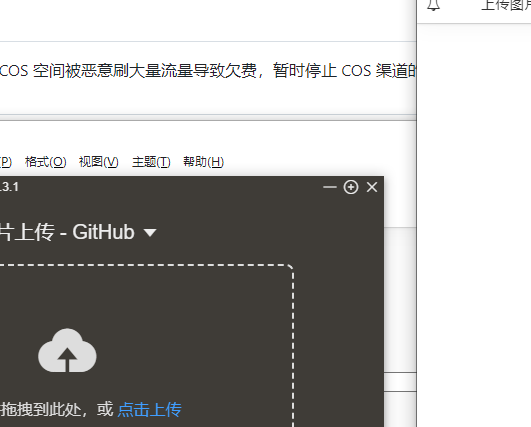 上传图片
COS 空间被恶意刷大量流量导致欠费，暂时停止 COS 渠道的
(P) 格式(O) 视图(V) 主题(T) 帮助(H)
.3.1
片上传 - GitHub
拖拽到此处，或 点击上传